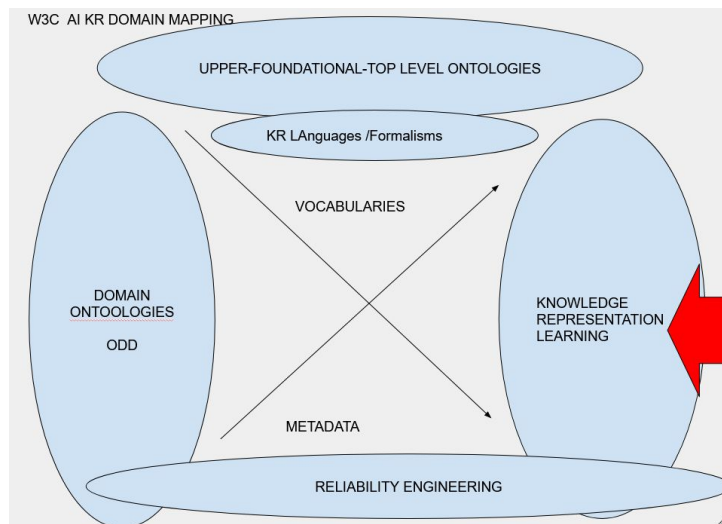 W3C AI KR DOMAIN MAPPING
UPPER-FOUNDATIONAL-TOP LEVEL ONTOLOGIES
KR LAnguages /Formalisms
VOCABULARIES
DOMAIN
ONTOOLOGIES
ODD
KNOWLEDGE
REPRESENTATION
LEARNING
METADATA
RELIABILITY ENGINEERING